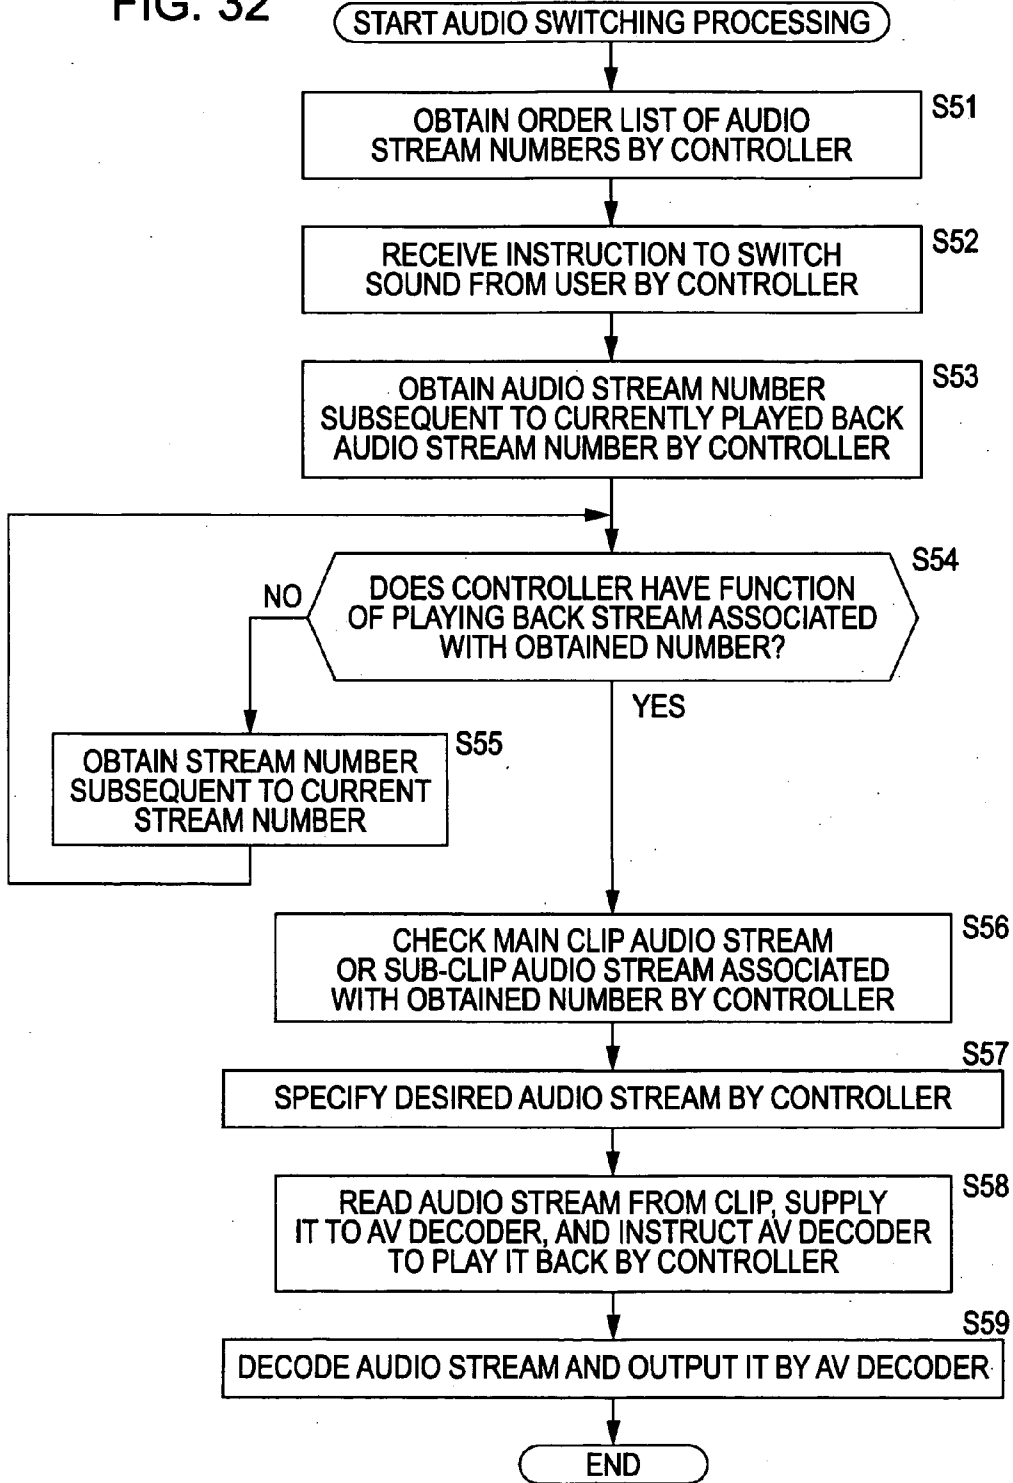 FIG. 32
START AUDIO SWITCHING PROCESSING
S51
OBTAIN ORDER LIST OF AUDIO
STREAM NUMBERS BY CONTROLLER
S52
RECEIVE INSTRUCTION TO SWITCH
SOUND FROM USER BY CONTROLLER
S53
OBTAIN AUDIO STREAM NUMBER
SUBSEQUENT TO CURRENTLY PLAYED BACK
AUDIO STREAM NUMBER BY CONTROLLER
S54
DOES CONTROLLER HAVE FUNCTION
OF PLAYING BACK STREAM ASSOCIATED
WITH OBTAINED NUMBER?
NO
YES
S55
OBTAIN STREAM NUMBER
SUBSEQUENT TO CURRENT
STREAM NUMBER
S56
CHECK MAIN CLIP AUDIO STREAM
OR SUB-CLIP AUDIO STREAM ASSOCIATED
WITH OBTAINED NUMBER BY CONTROLLER
S57
SPECIFY DESIRED AUDIO STREAM BY CONTROLLER
S58
READ AUDIO STREAM FROM CLIP, SUPPLY
IT TO AV DECODER, AND INSTRUCT AV DECODER
TO PLAY IT BACK BY CONTROLLER
S59
DECODE AUDIO STREAM AND OUTPUT IT BY AV DECODER
END